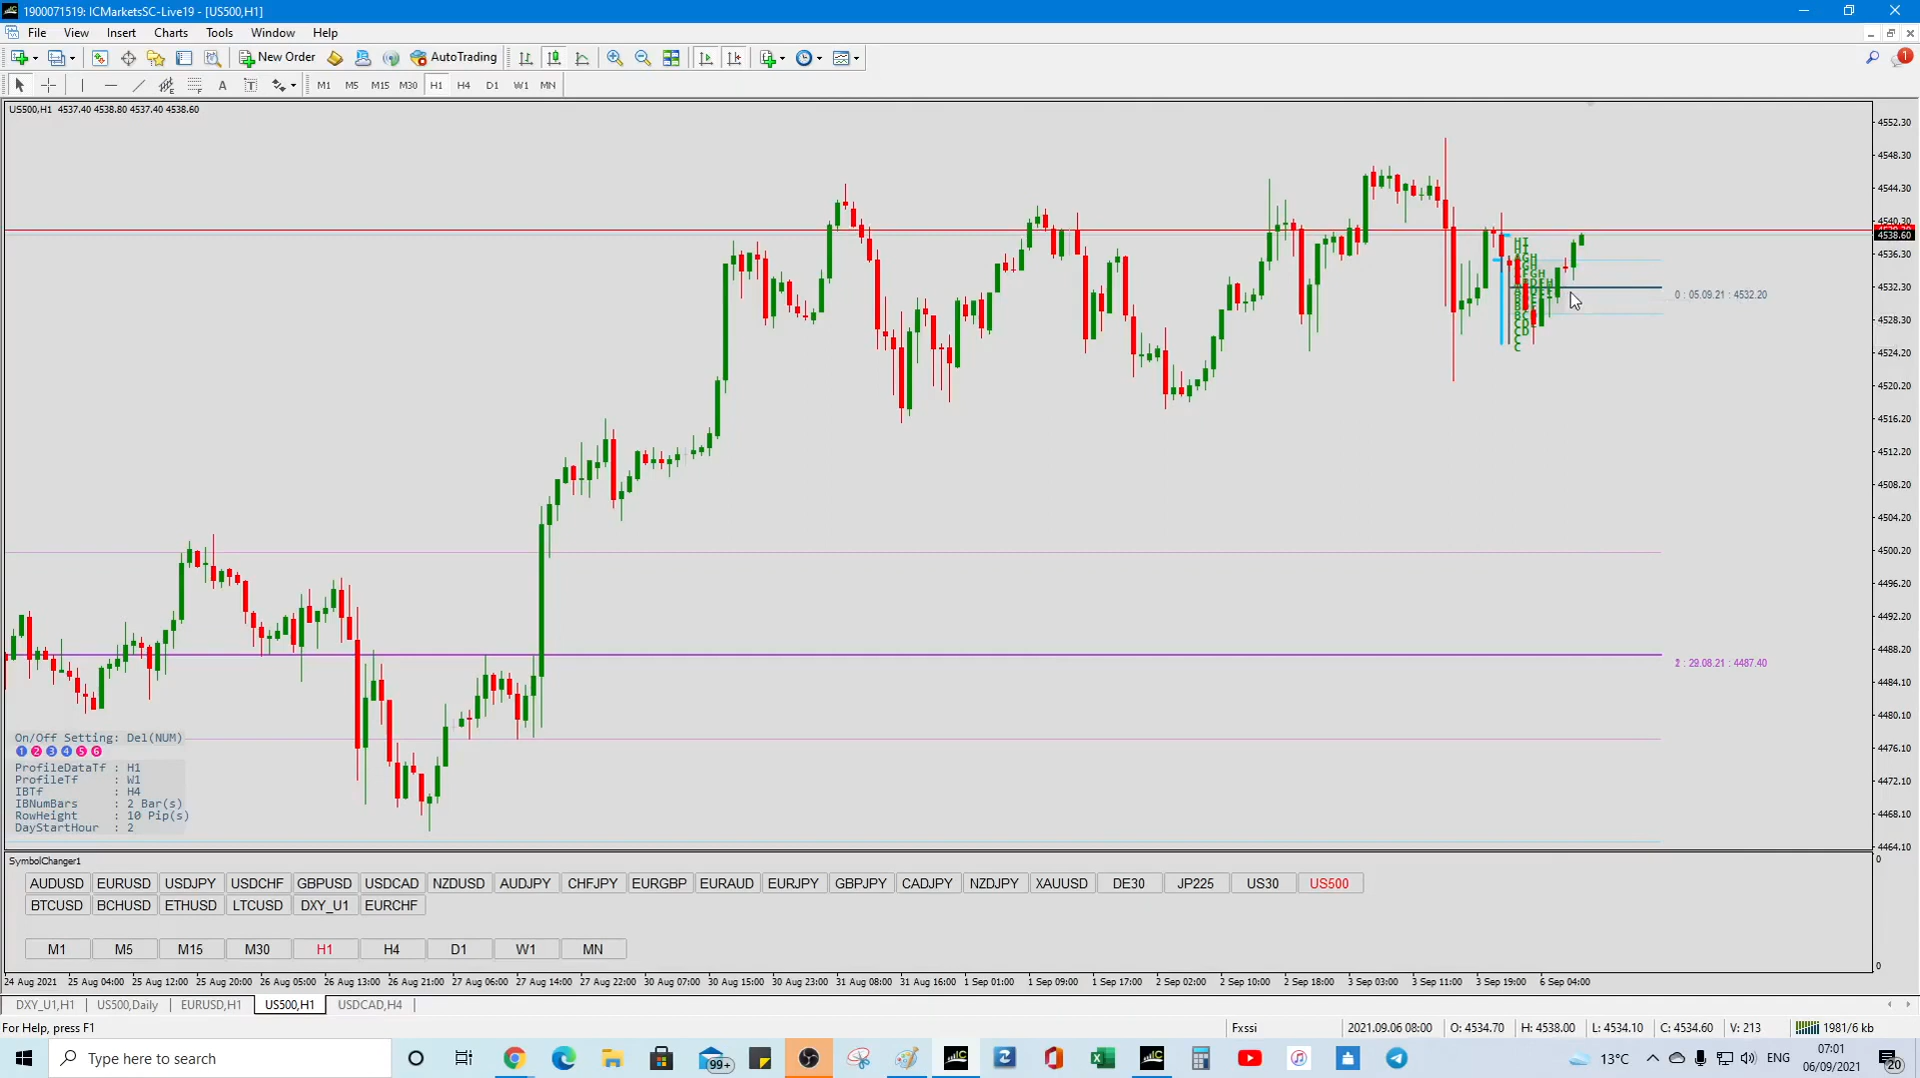 1900071519: ICMarketsSC-Live19 - [US500,H1]
File View Insert Charts Tools Window Help
New Order AutoTrading 1
A T M1 M5 M15 M30 H1 H4 D1 W1 MN
US500,H1 4537.40 4538.80 4537.40 4538.60
4552.30
4548.30
4544.30
4540.30
4538.60
4536.30
4532.30
4528.30
4524.20
4520.20
4516.20
4512.20
4508.20
4504.20
4500.20
4496.20
4492.20
4488.20
4484.10
4480.10
4476.10
4472.10
4468.10
4464.10
0 : 05.09.21 : 4532.20
: 29.08.21 : 4487.40
On/Off Setting: Del(NUM)
1 2 3 4 5 6
ProfileDataTf : H1
ProfileTf : W1
IBTf : H4
IBNumBars : 2 Bar(s)
RowHeight : 10 Pip(s)
DayStartHour : 2
SymbolChanger1
0
AUDUSD EURUSD USDJPY USDCHF GBPUSD USDCAD NZDUSD AUDJPY CHFJPY EURGBP EURAUD EURJPY GBPJPY CADJPY NZDJPY XAUUSD DE30 JP225 US30 US500
BTCUSD BCHUSD ETHUSD LTCUSD DXY_U1 EURCHF
M1 M5 M15 M30 H1 H4 D1 W1 MN
0
24 Aug 2021 25 Aug 04:00 25 Aug 12:00 25 Aug 20:00 26 Aug 05:00 26 Aug 13:00 26 Aug 21:00 27 Aug 06:00 27 Aug 14:00 27 Aug 22:00 30 Aug 07:00 30 Aug 15:00 30 Aug 23:00 31 Aug 08:00 31 Aug 16:00 1 Sep 01:00 1 Sep 09:00 1 Sep 17:00 2 Sep 02:00 2 Sep 10:00 2 Sep 18:00 3 Sep 03:00 3 Sep 11:00 3 Sep 19:00 6 Sep 04:00
DXY_U1,H1 US500,Daily EURUSD,H1 US500,H1 USDCAD,H4
For Help, press F1 Fxssi 2021.09.06 08:00 O: 4534.70 H: 4538.00 L: 4534.10 C: 4534.60 V: 213 1981/6 kb
Type here to search 99+ 13°C ENG 07:01
06/09/2021 20